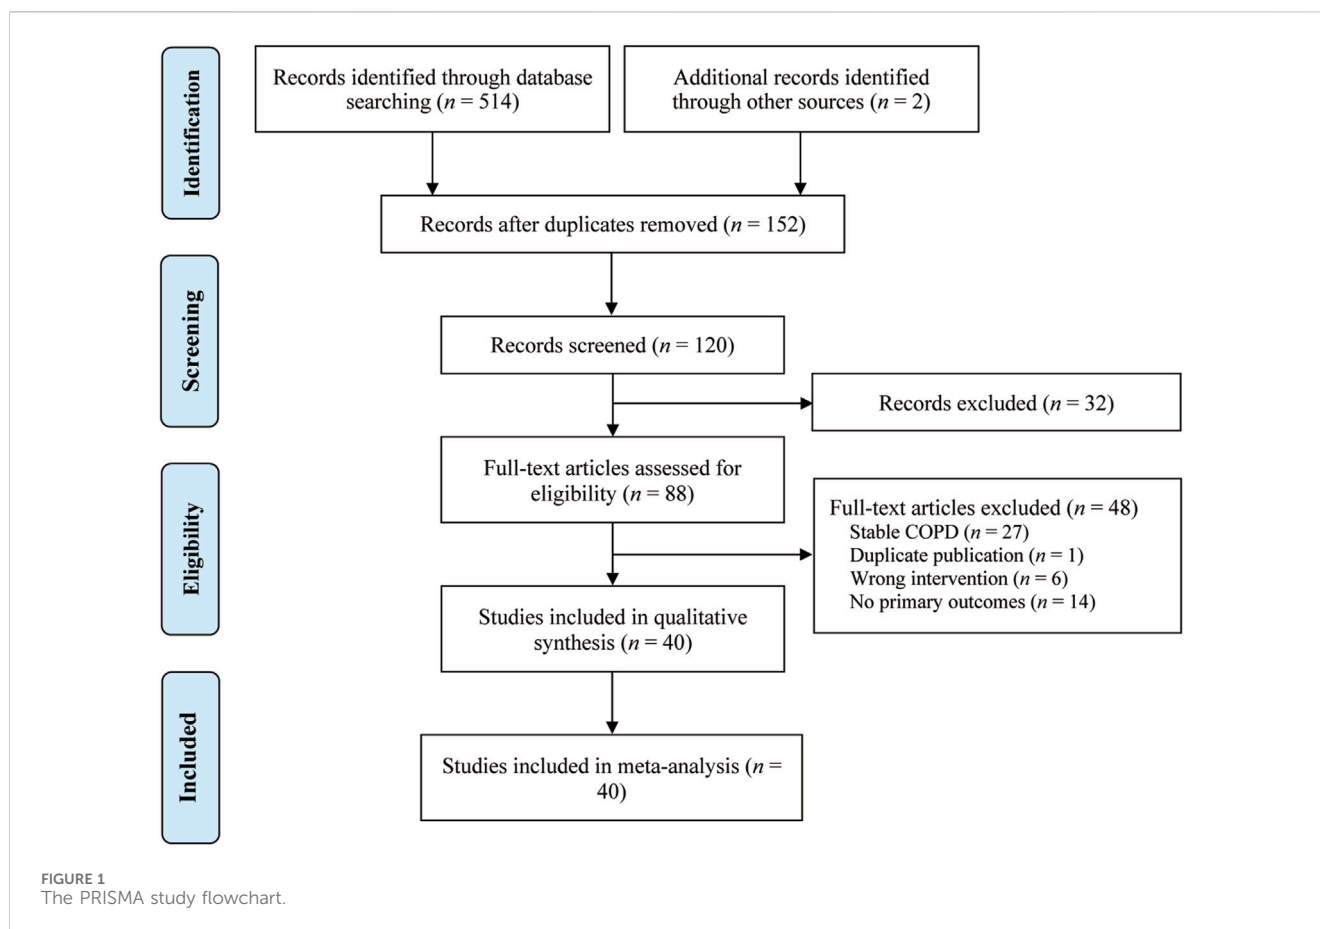 Identification
Records identified through database
searching (n = 514)
Additional records identified
through other sources (n = 2)
Records after duplicates removed (n = 152)
Screening
Records screened (n = 120)
Records excluded (n = 32)
Eligibility
Full-text articles assessed for
eligibility (n = 88)
Full-text articles excluded (n = 48)
Stable COPD (n = 27)
Duplicate publication (n = 1)
Wrong intervention (n = 6)
No primary outcomes (n = 14)
Studies included in qualitative
synthesis (n = 40)
Included
Studies included in meta-analysis (n =
40)
FIGURE 1
The PRISMA study flowchart.